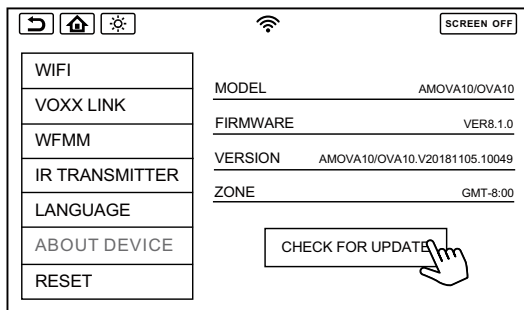 SCREEN OFF
WIFI
VOXX LINK
WFMM
IR TRANSMITTER
LANGUAGE
ABOUT DEVICE
RESET
MODEL AMOVA10/OVA10
FIRMWARE VER8.1.0
VERSION AMOVA10/OVA10.V20181105.10049
ZONE GMT-8:00
CHECK FOR UPDATE